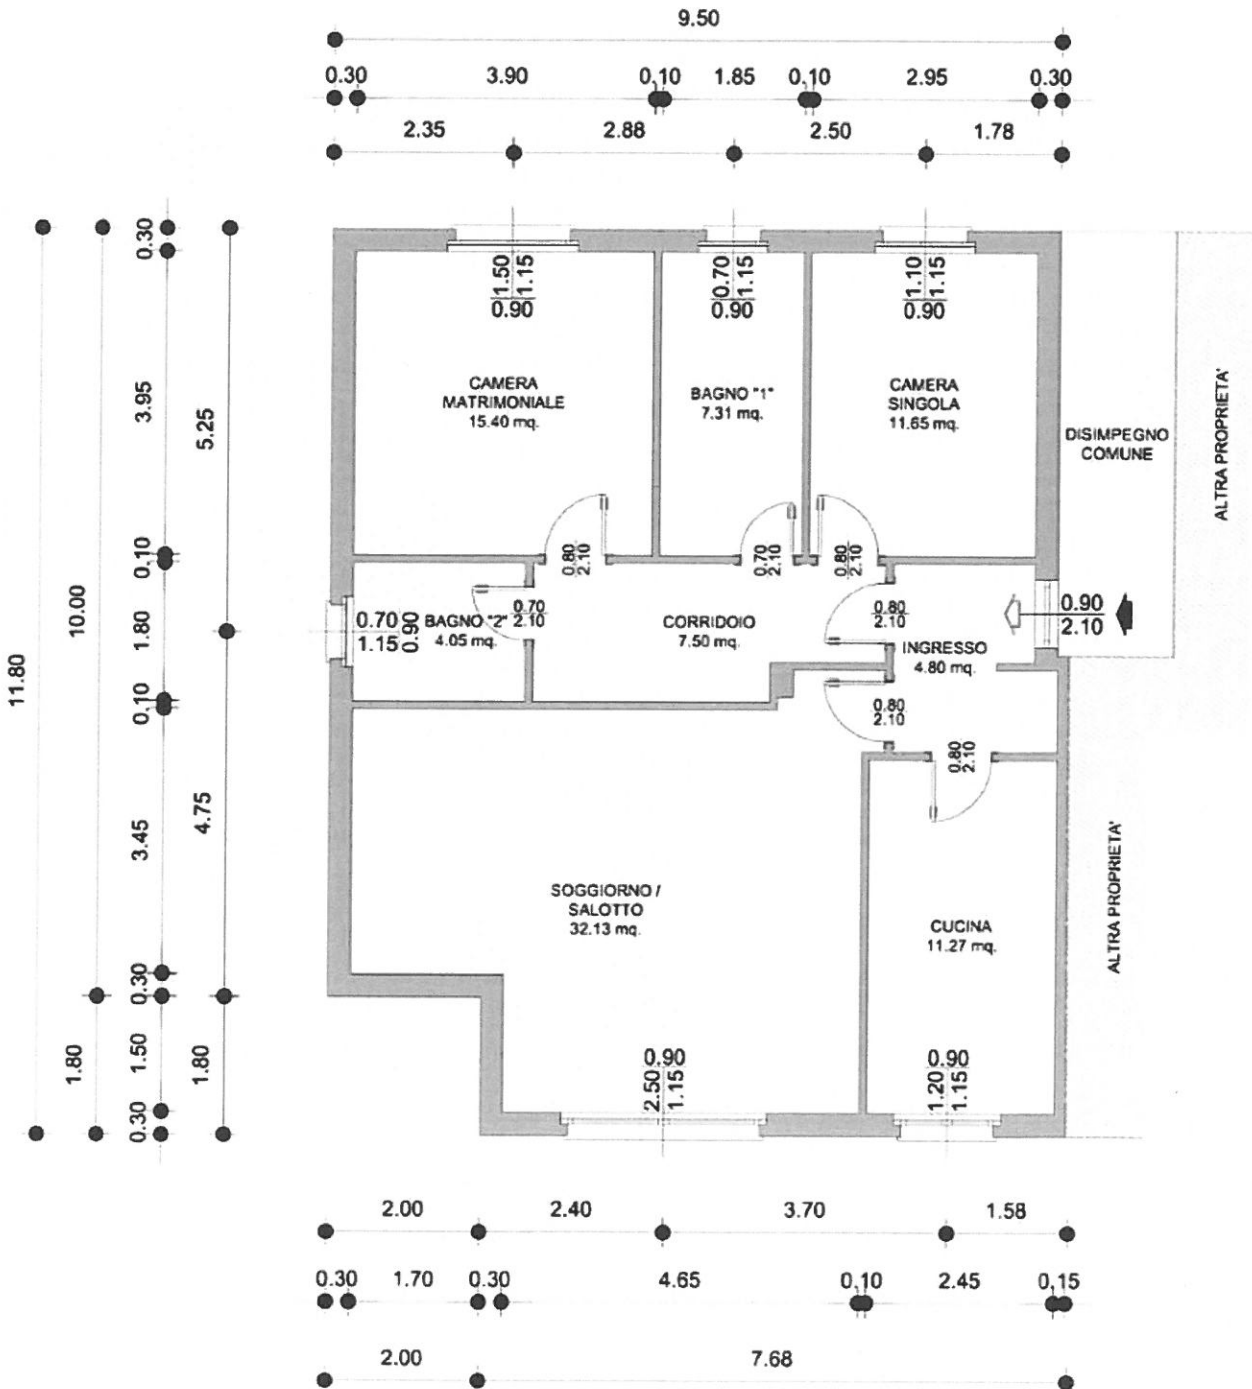 9.50
0.30 3.90 0.10 1.85 0.10 2.95 0.30
2.35 2.88 2.50 1.78
0.30
3.95
0.10
1.80
0.10
3.45
0.30
1.50
0.30
5.25
4.75
1.80
10.00
1.80
11.80
1.50
1.15
0.90
0.70
1.15
0.90
1.10
1.15
0.90
CAMERA
MATRIMONIALE
15.40 mq.
BAGNO "1"
7.31 mq.
CAMERA
SINGOLA
11.65 mq.
DISIMPEGNO
COMUNE
ALTRA PROPRIETA'
0.80
2.10
0.70
2.10
0.80
2.10
0.70
1.15
0.90
BAGNO "2"
4.05 mq.
0.70
2.10
CORRIDOIO
7.50 mq.
0.80
2.10
INGRESSO
4.80 mq.
0.90
2.10
0.80
2.10
0.80
2.10
SOGGIORNO /
SALOTTO
32.13 mq.
CUCINA
11.27 mq.
ALTRA PROPRIETA'
0.90
2.50
1.15
0.90
1.20
1.15
2.00 2.40 3.70 1.58
0.30 1.70 0.30 4.65 0.10 2.45 0.15
2.00 7.68